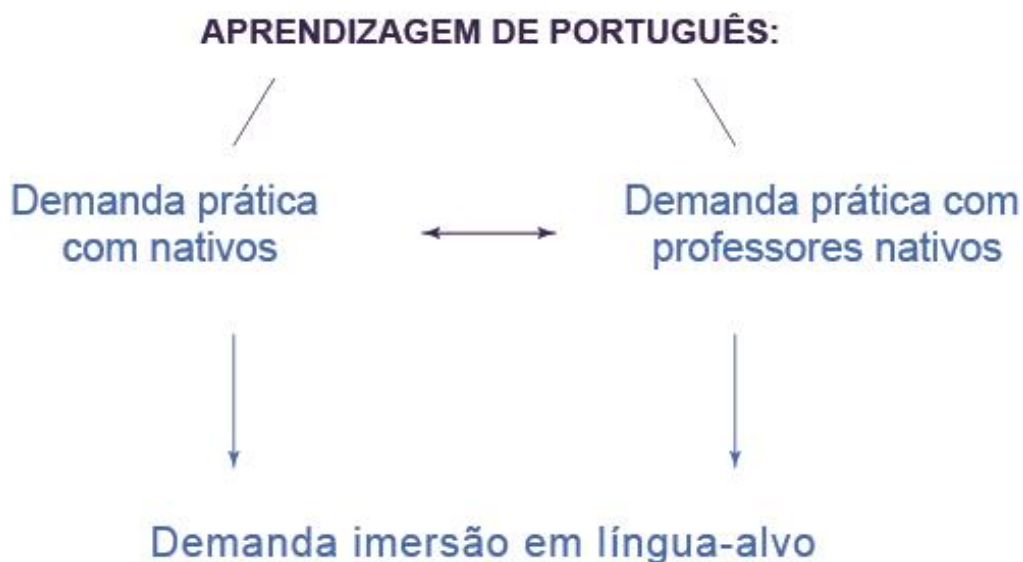 APRENDIZAGEM DE PORTUGUÊS:
Demanda prática
com nativos
Demanda prática com
professores nativos
Demanda imersão em língua-alvo